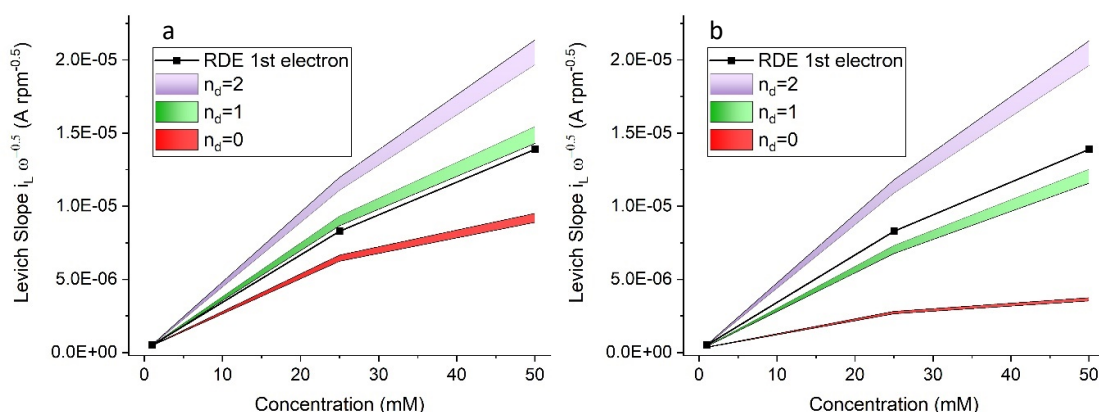 a
RDE 1st electron
n_d=2
n_d=1
n_d=0
Levich Slope i_L ω^-0.5 (A rpm^-0.5)
2.0E-05
1.5E-05
1.0E-05
5.0E-06
0.0E+00
0 10 20 30 40 50
Concentration (mM)
b
RDE 1st electron
n_d=2
n_d=1
n_d=0
Levich Slope i_L ω^-0.5 (A rpm^-0.5)
2.0E-05
1.5E-05
1.0E-05
5.0E-06
0.0E+00
0 10 20 30 40 50
Concentration (mM)